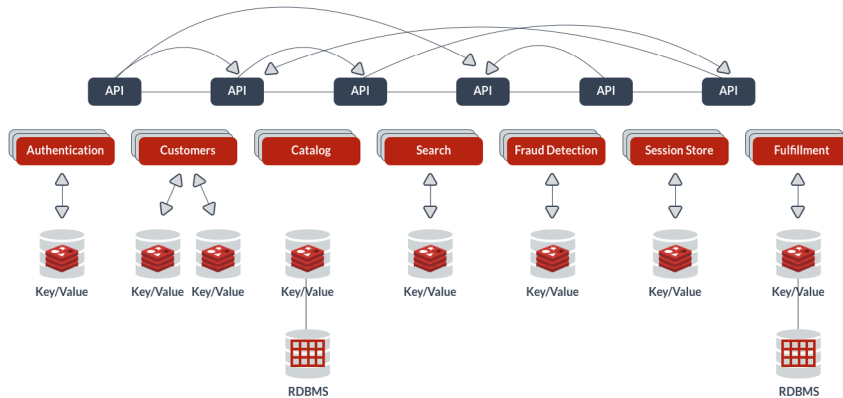 API
API
API
API
API
API
Authentication
Customers
Catalog
Search
Fraud Detection
Session Store
Fulfillment
Key/Value
Key/Value
Key/Value
Key/Value
Key/Value
Key/Value
Key/Value
Key/Value
RDBMS
RDBMS